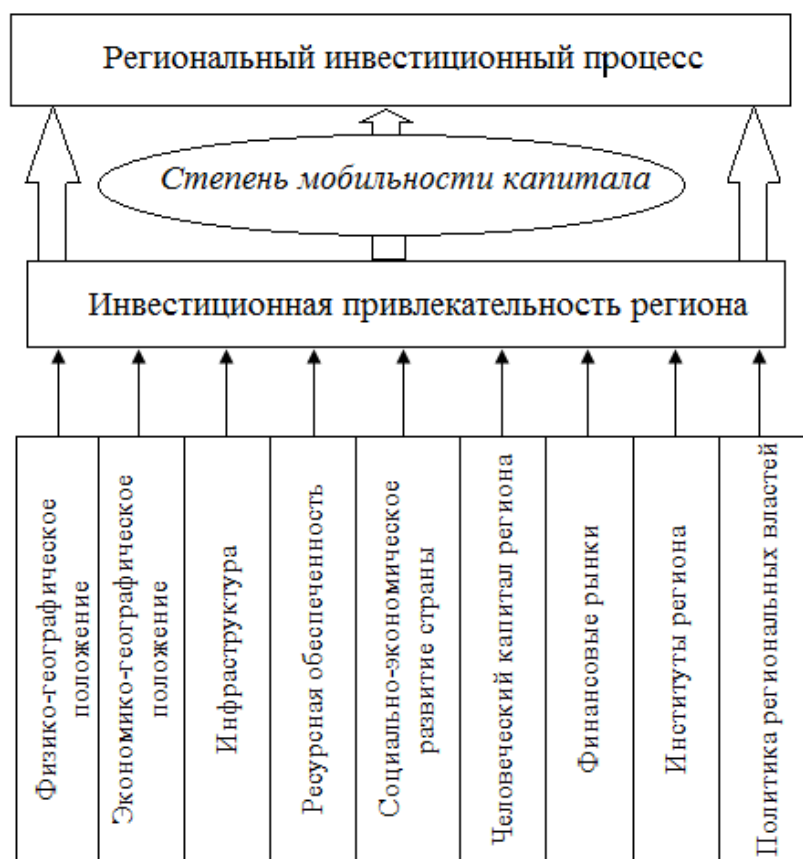 Региональный инвестиционный процесс
Степень мобильности капитала
Инвестиционная привлекательность региона
Физико-географическое
положение
Экономико-географическое
положение
Инфраструктура
Ресурсная обеспеченность
Социально-экономическое
развитие страны
Человеческий капитал региона
Финансовые рынки
Институты региона
Политика региональных властей